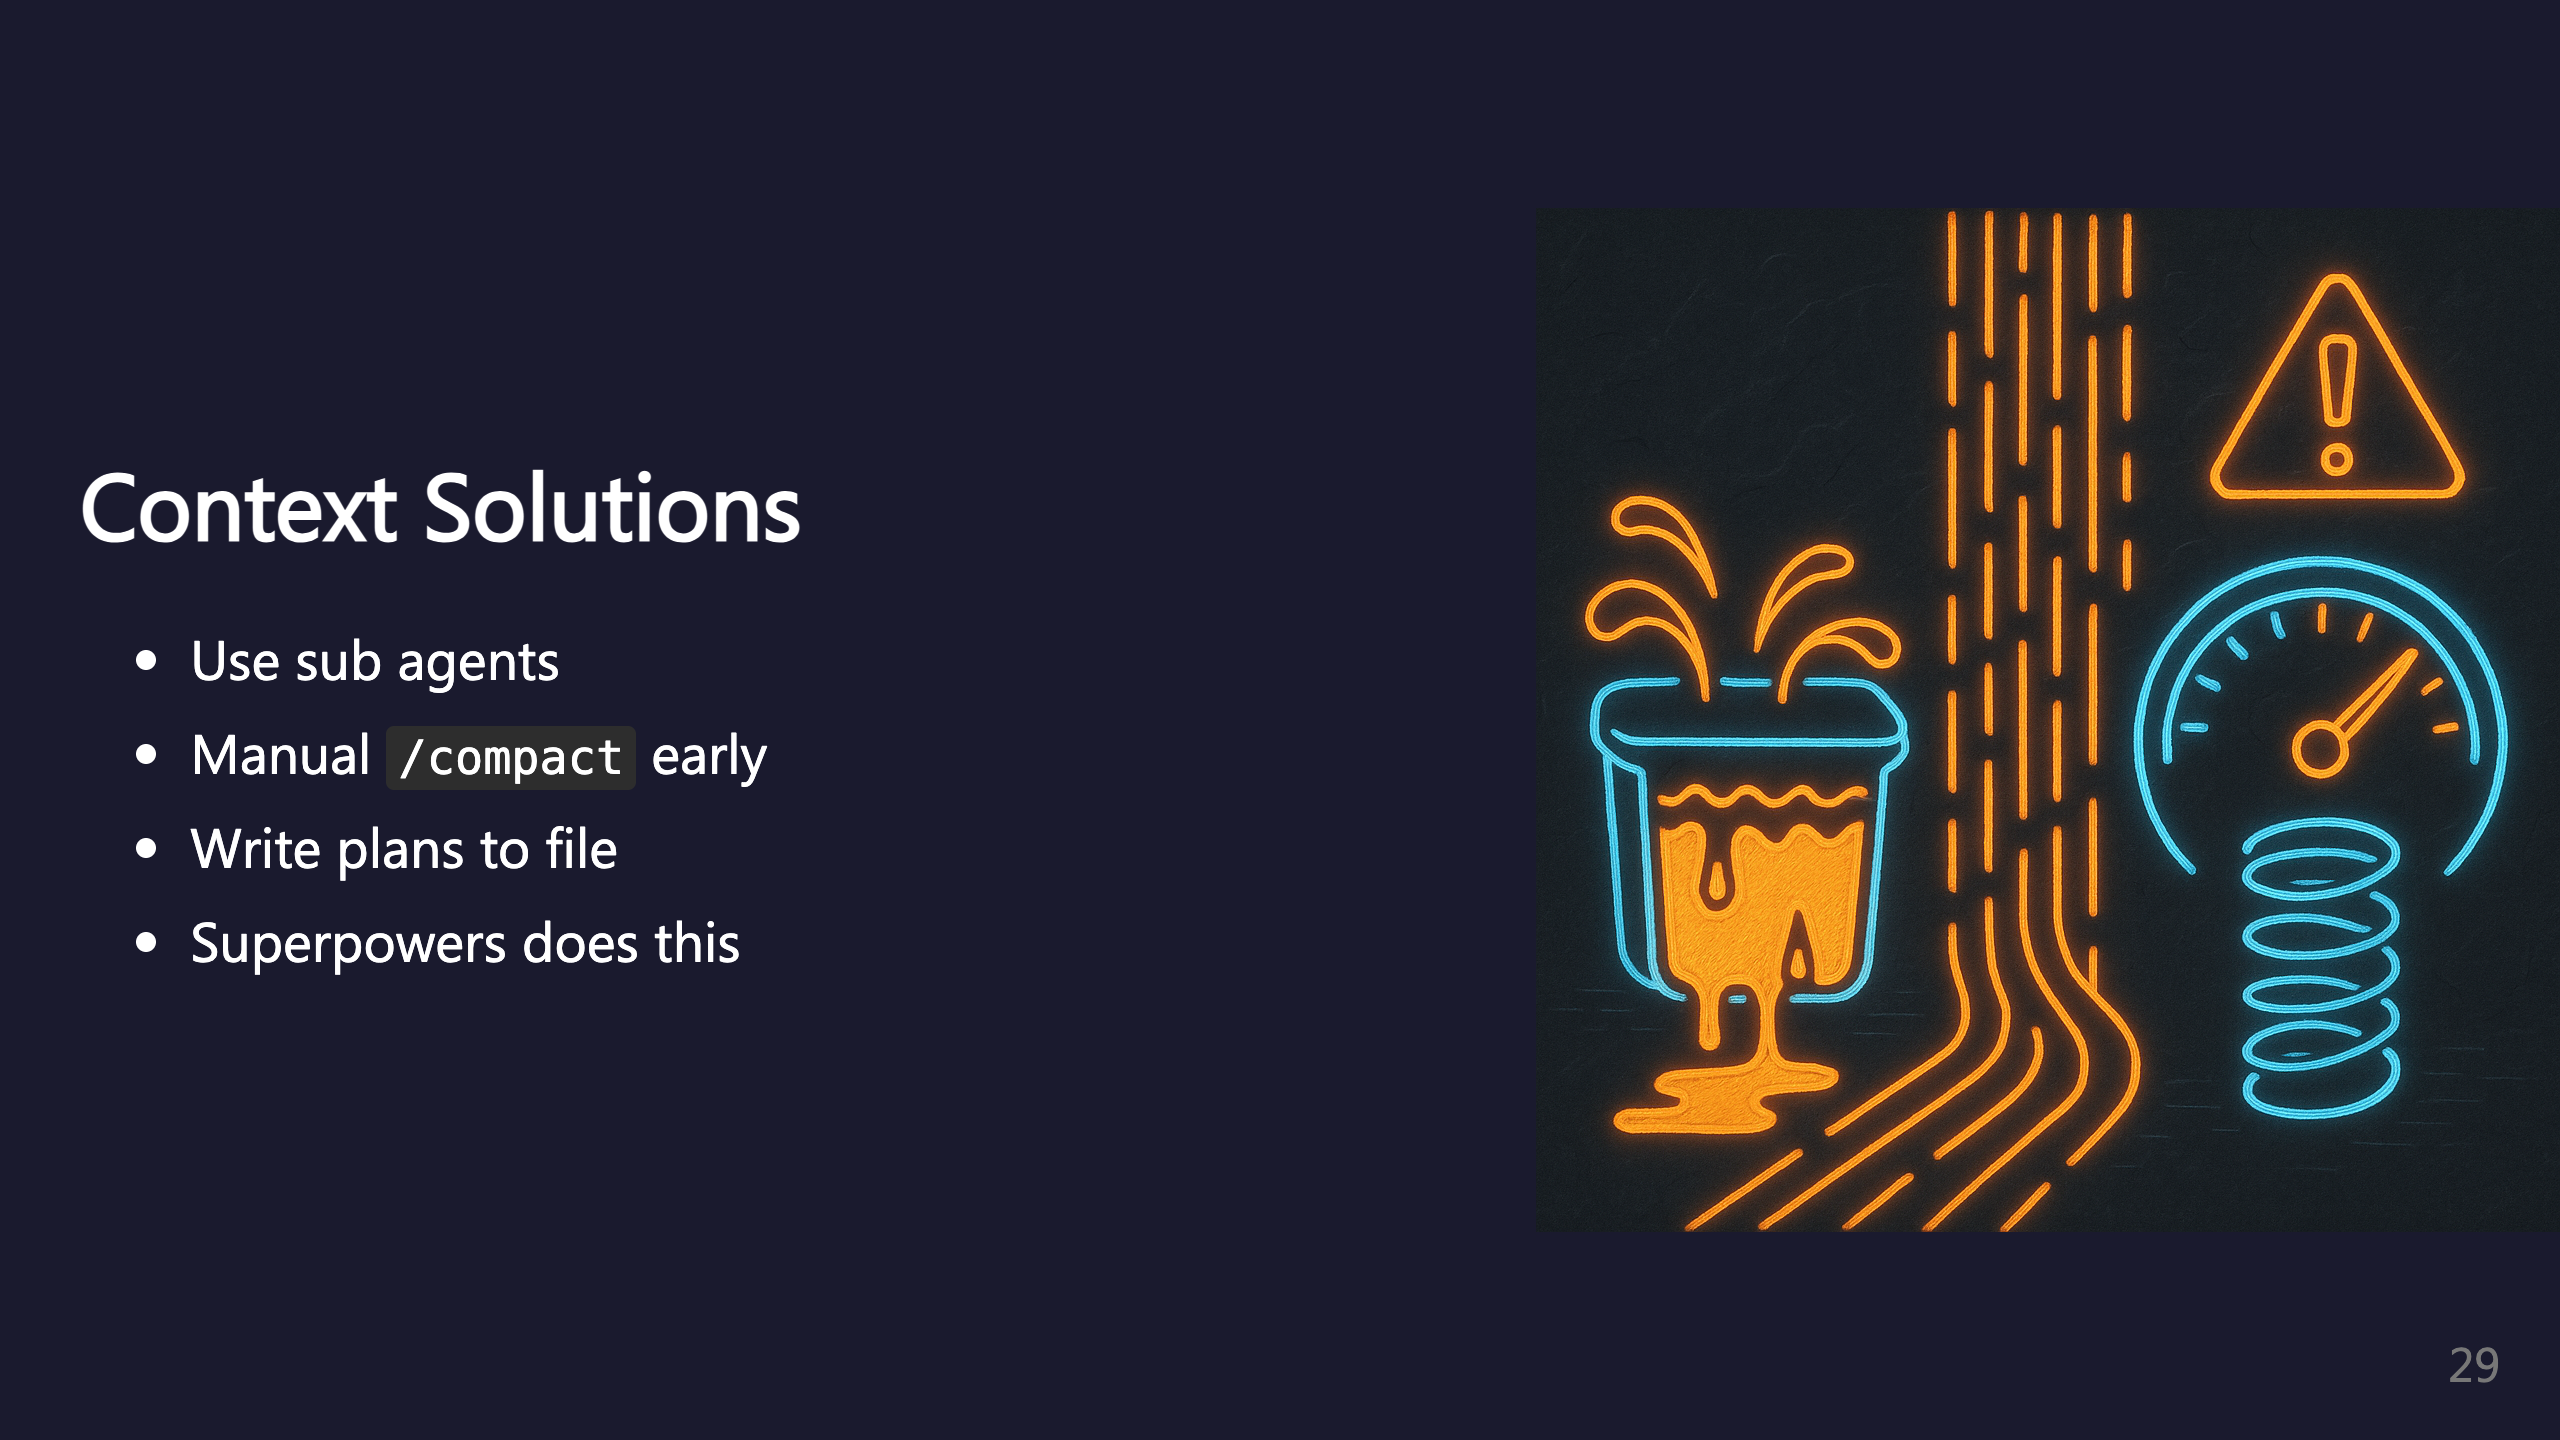 Context Solutions
Use sub agents
Manual /compact early
Write plans to file
Superpowers does this
29